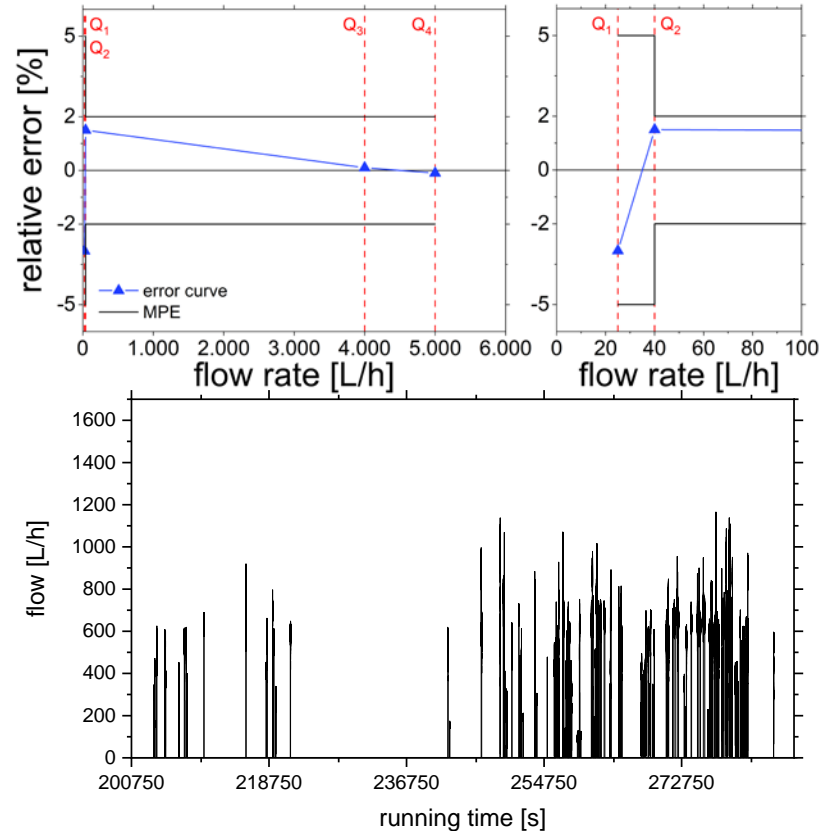 relative error [%]
5
2
0
-2
-5
Q1
Q2
Q3
Q4
error curve
MPE
0
1.000
2.000
3.000
4.000
5.000
6.000
flow rate [L/h]
5
2
0
-2
-5
Q1
Q2
0
20
40
60
80
100
flow rate [L/h]
flow [L/h]
1600
1400
1200
1000
800
600
400
200
0
200750
218750
236750
254750
272750
running time [s]